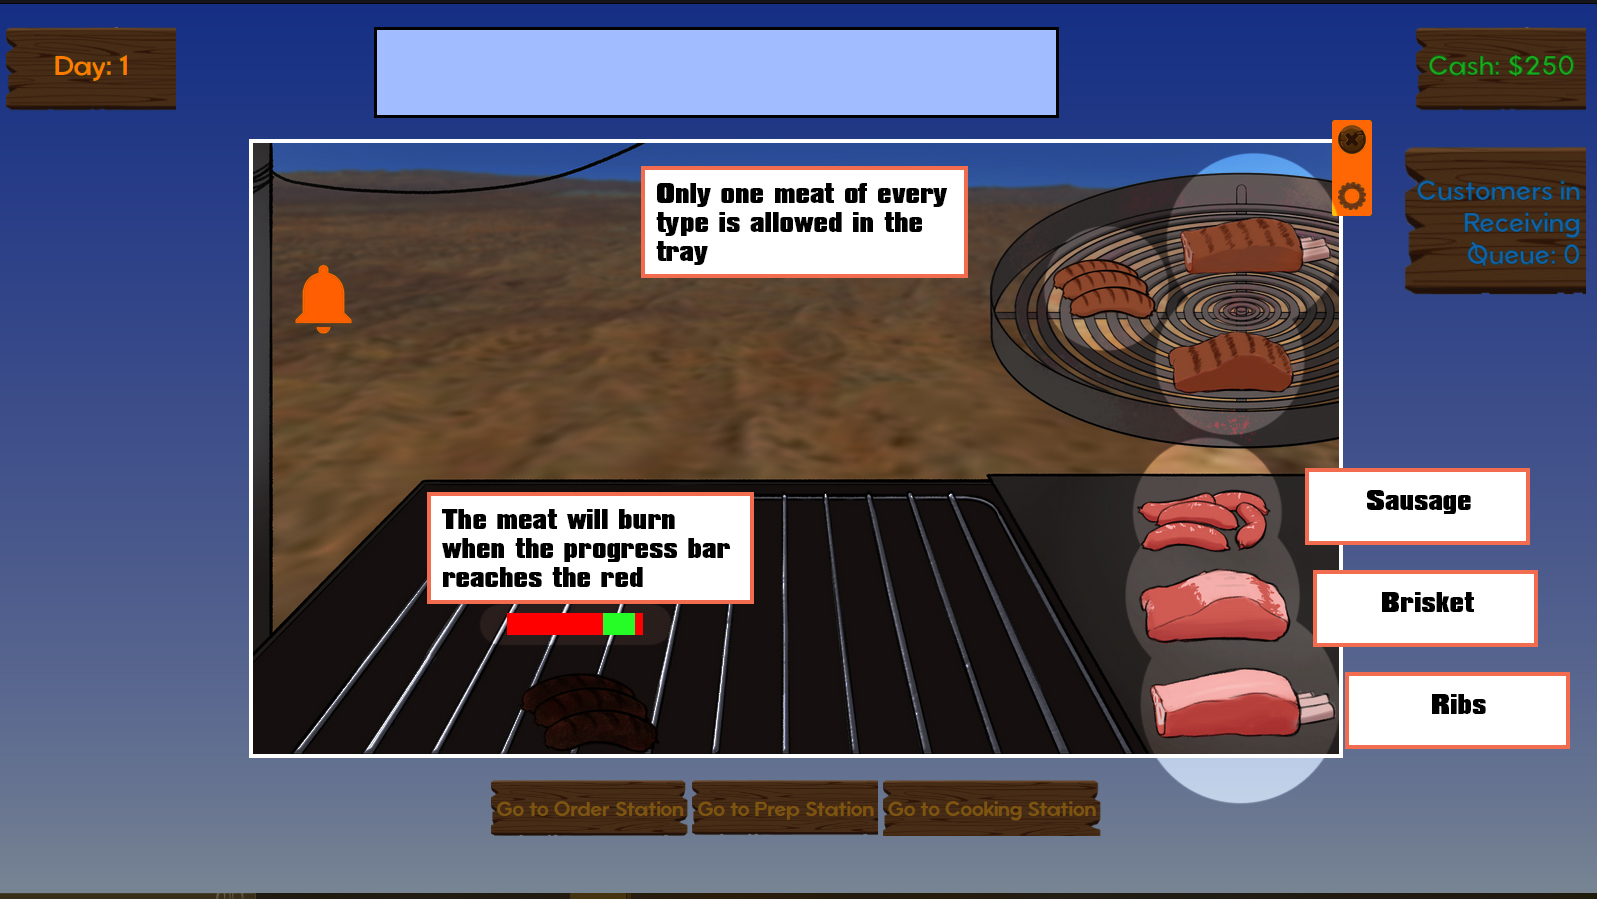 Day: 1
Cash: $250
Customers in
Receiving
Queue: 0
Only one meat of every
type is allowed in the
tray
The meat will burn
when the progress bar
reaches the red
Sausage
Brisket
Ribs
Go to Order Station
Go to Prep Station
Go to Cooking Station